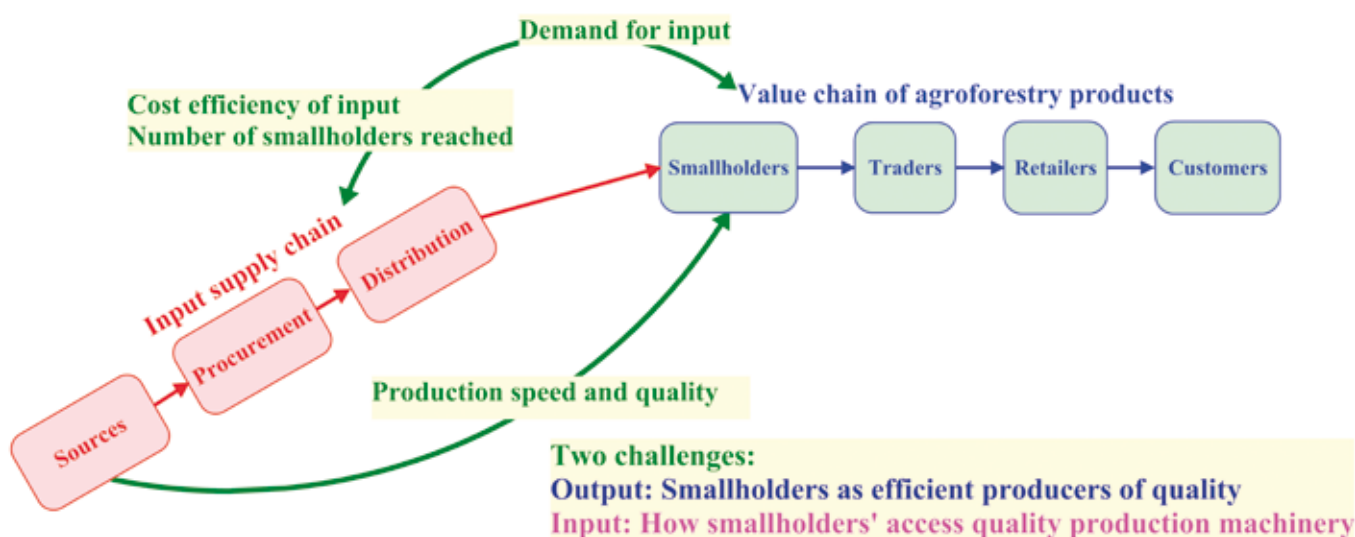 Demand for input
Cost efficiency of input
Number of smallholders reached
Value chain of agroforestry products
Smallholders
Traders
Retailers
Customers
Input supply chain
Distribution
Procurement
Sources
Production speed and quality
Two challenges:
Output: Smallholders as efficient producers of quality
Input: How smallholders' access quality production machinery